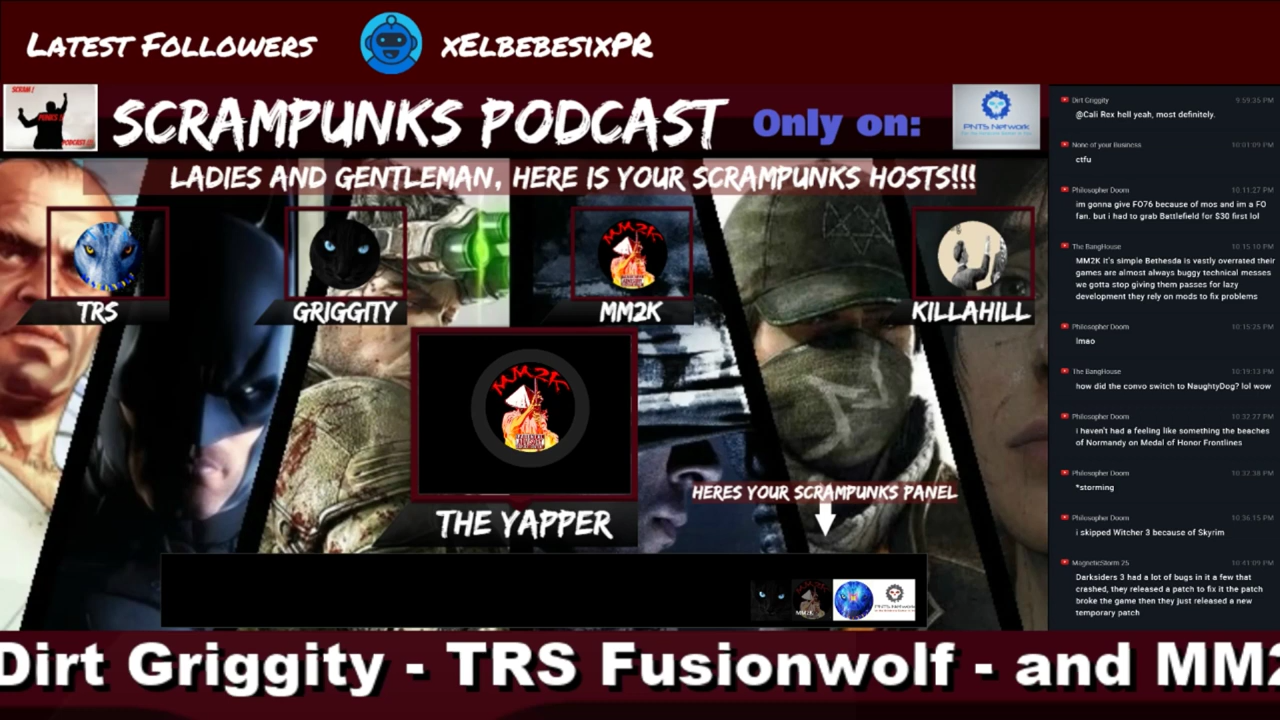 Latest Followers xElbebesixPR
SCRAM !
PUNKS !!
PODCAST !!!
SCRAMPUNKS PODCAST Only on:
PNTS Network
LADIES AND GENTLEMAN, HERE IS YOUR SCRAMPUNKS HOSTS!!!
TRS
GRIGGITY
MM2K
MM2K
KILLAHILL
MM2K
THE YAPPER
HERES YOUR SCRAMPUNKS PANEL
MM2K
PNTS Network
Dirt Griggity 9:59:35 PM
@Cali Rex hell yeah, most definitely.
None of your Business 10:01:09 PM
ctfu
Philosopher Doom 10:11:27 PM
im gonna give FO76 because of mos and im a FO
fan. but i had to grab Battlefield for $30 first lol
The BangHouse 10:15:10 PM
MM2K it's simple Bethesda is vastly overrated their
games are almost always buggy technical messes
we gotta stop giving them passes for lazy
development they rely on mods to fix problems
Philosopher Doom 10:15:25 PM
lmao
The BangHouse 10:19:13 PM
how did the convo switch to NaughtyDog? lol wow
Philosopher Doom 10:32:27 PM
i haven't had a feeling like something the beaches
of Normandy on Medal of Honor Frontlines
Philosopher Doom 10:32:38 PM
*storming
Philosopher Doom 10:36:15 PM
i skipped Witcher 3 because of Skyrim
MagneticStorm 25 10:41:09 PM
Darksiders 3 had a lot of bugs in it a few that
crashed, they released a patch to fix it the patch
broke the game then they just released a new
temporary patch
Dirt Griggity - TRS Fusionwolf - and MM2